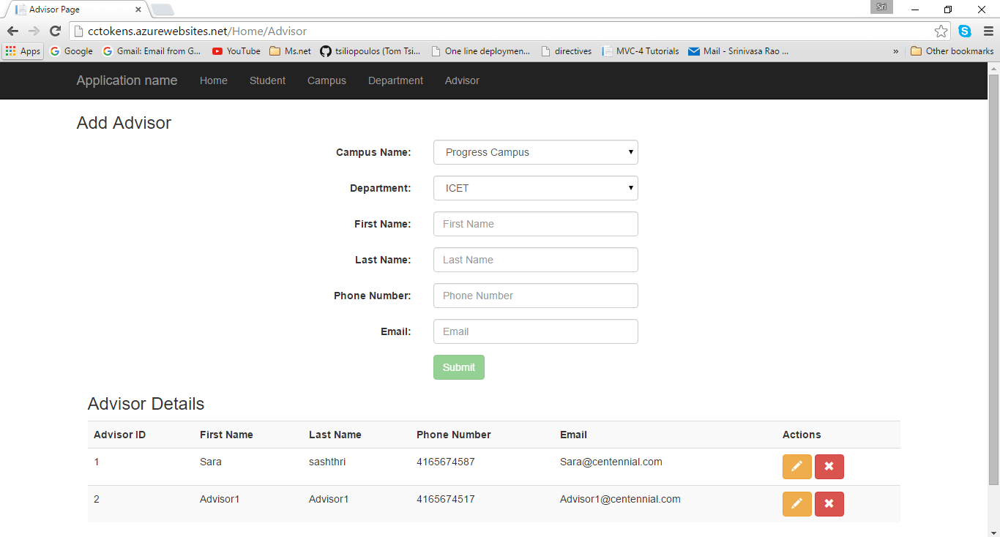 Advisor Page
Sri
cctokens.azurewebsites.net/Home/Advisor
Apps Google Gmail: Email from G... YouTube Ms.net tsiliopoulos (Tom Tsi... One line deploymen... directives MVC-4 Tutorials Mail - Srinivasa Rao ... » Other bookmarks
Application name Home Student Campus Department Advisor
Add Advisor
Campus Name: Progress Campus
Department: ICET
First Name: First Name
Last Name: Last Name
Phone Number: Phone Number
Email: Email
Submit
Advisor Details
Advisor ID First Name Last Name Phone Number Email Actions
1 Sara sashthri 4165674587 Sara@centennial.com
2 Advisor1 Advisor1 4165674517 Advisor1@centennial.com